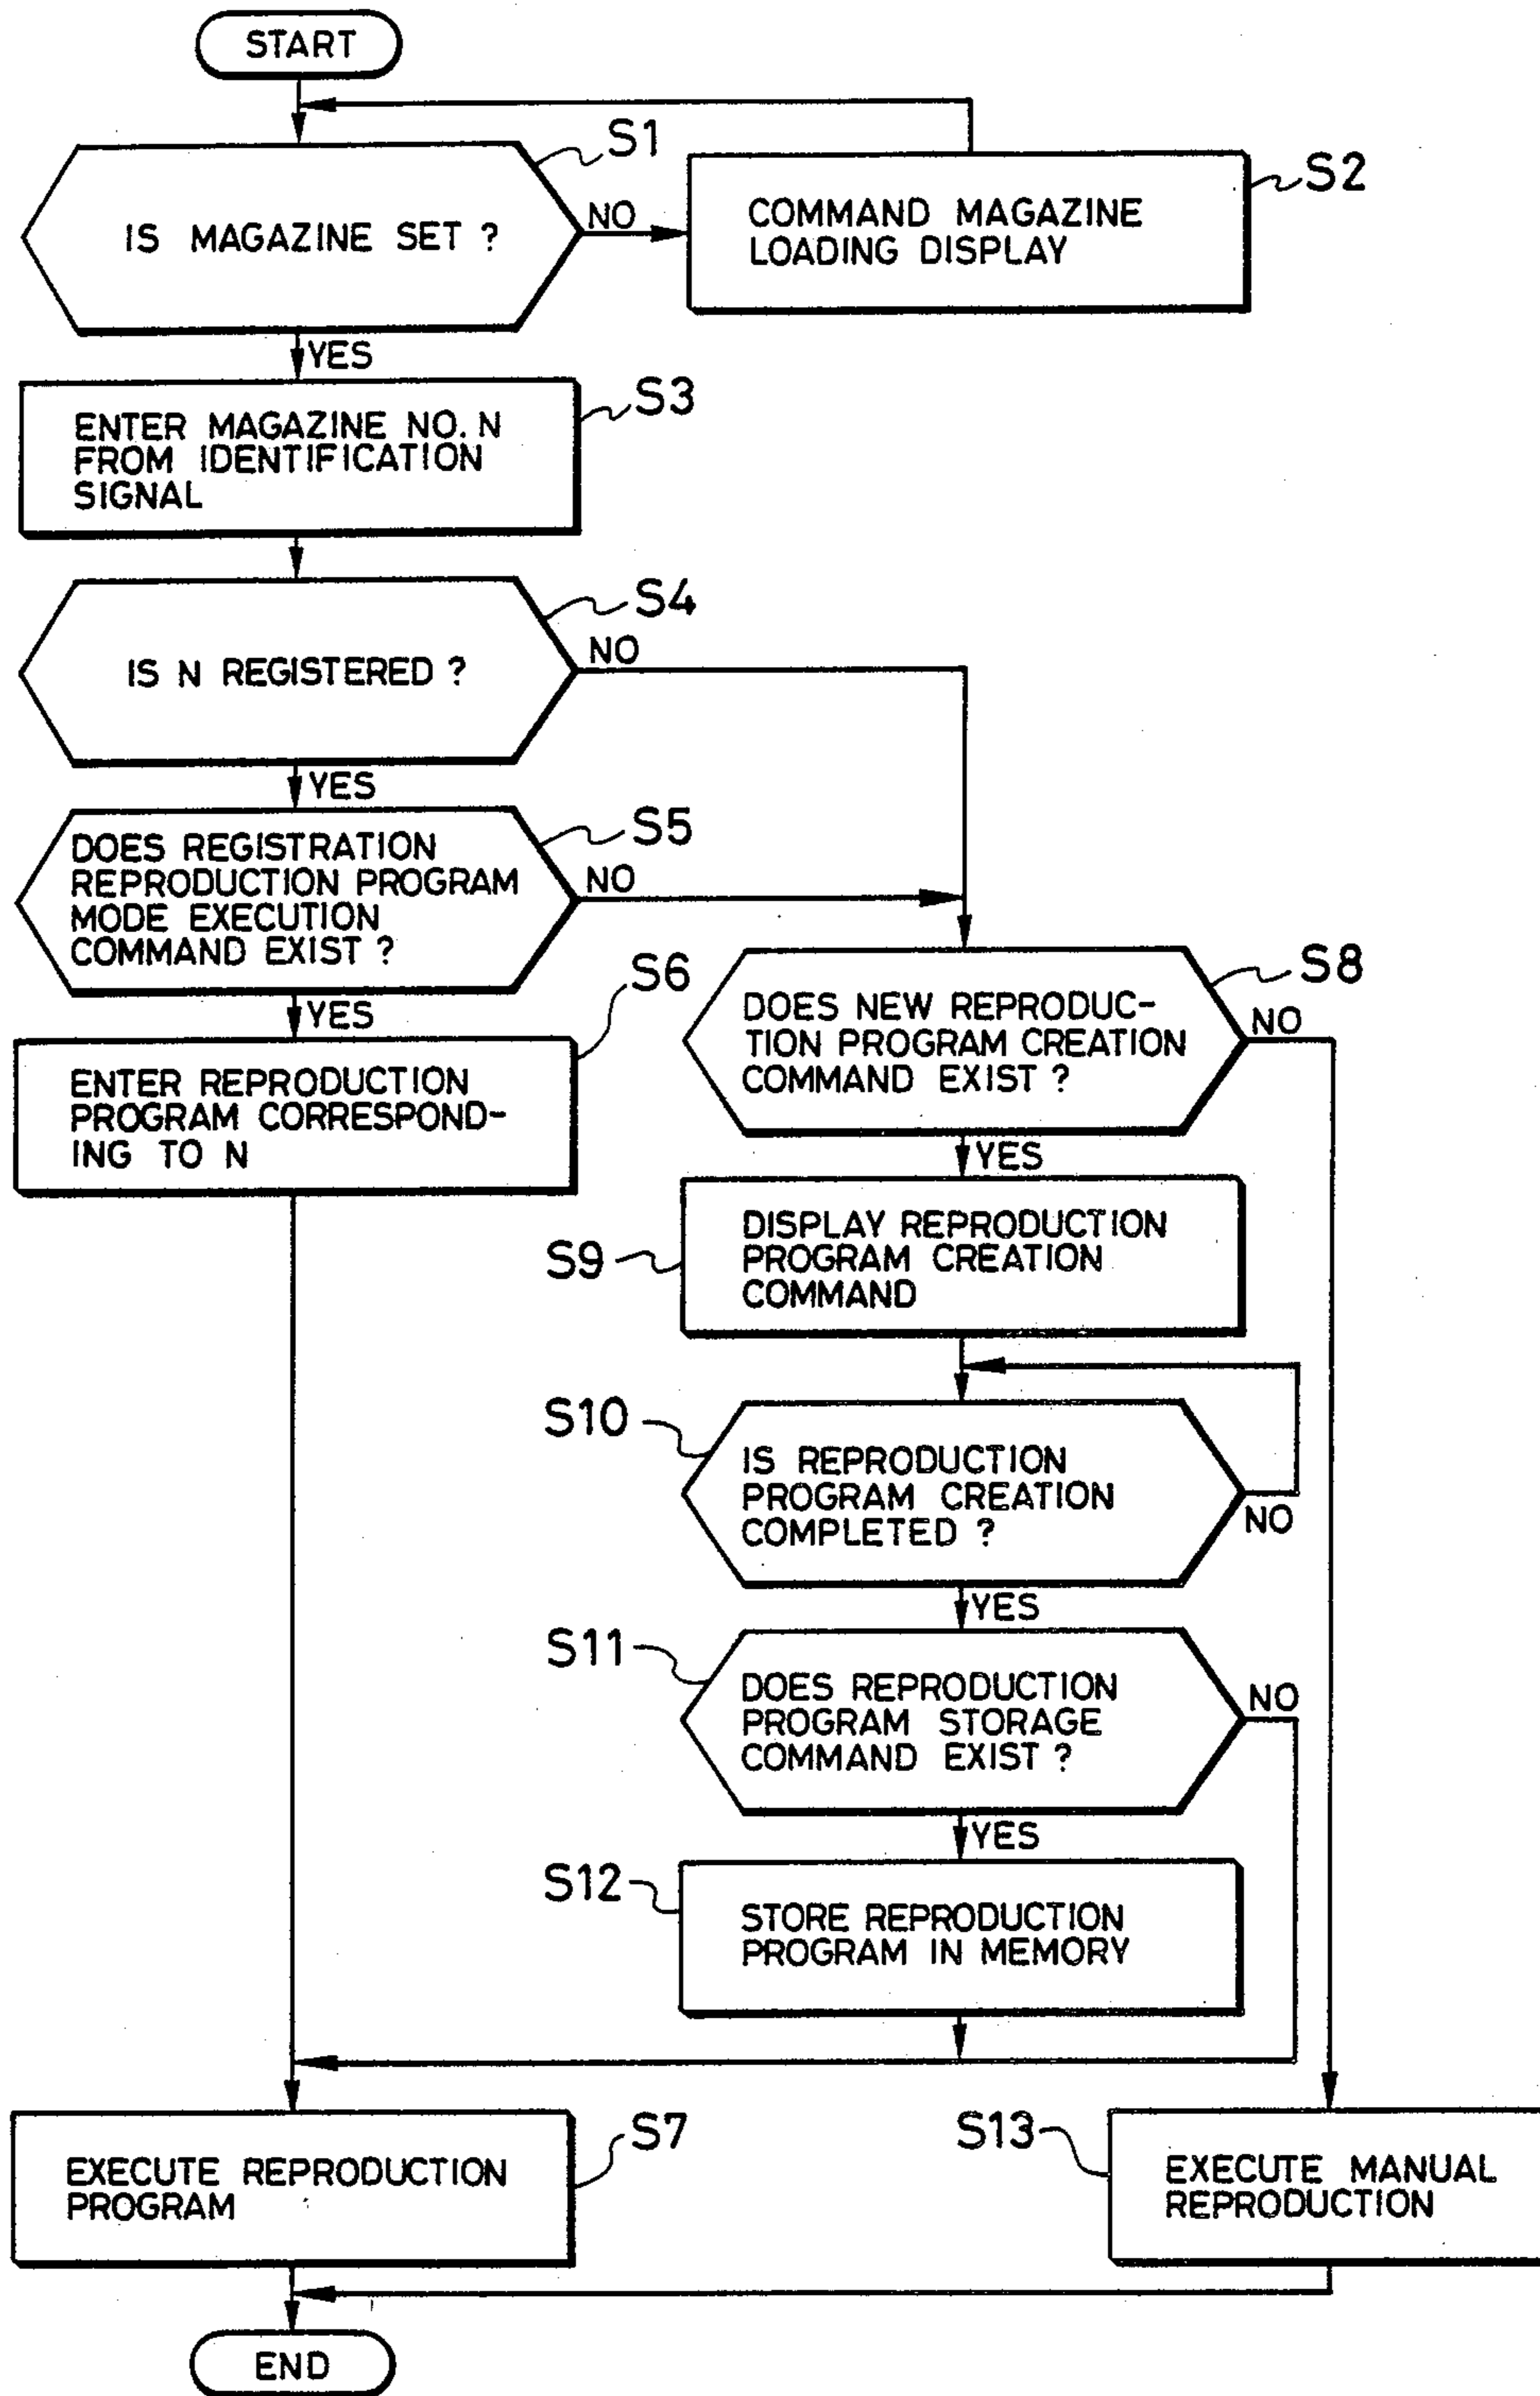 START
S1
IS MAGAZINE SET ?
NO
COMMAND MAGAZINE
LOADING DISPLAY
S2
YES
ENTER MAGAZINE NO. N
FROM IDENTIFICATION
SIGNAL
S3
S4
IS N REGISTERED ?
NO
YES
DOES REGISTRATION
REPRODUCTION PROGRAM
MODE EXECUTION
COMMAND EXIST ?
S5
NO
YES
S6
ENTER REPRODUCTION
PROGRAM CORRESPOND-
ING TO N
S8
DOES NEW REPRODUC-
TION PROGRAM CREATION
COMMAND EXIST ?
NO
YES
S9
DISPLAY REPRODUCTION
PROGRAM CREATION
COMMAND
S10
IS REPRODUCTION
PROGRAM CREATION
COMPLETED ?
NO
YES
S11
DOES REPRODUCTION
PROGRAM STORAGE
COMMAND EXIST ?
NO
YES
S12
STORE REPRODUCTION
PROGRAM IN MEMORY
S7
EXECUTE REPRODUCTION
PROGRAM
S13
EXECUTE MANUAL
REPRODUCTION
END